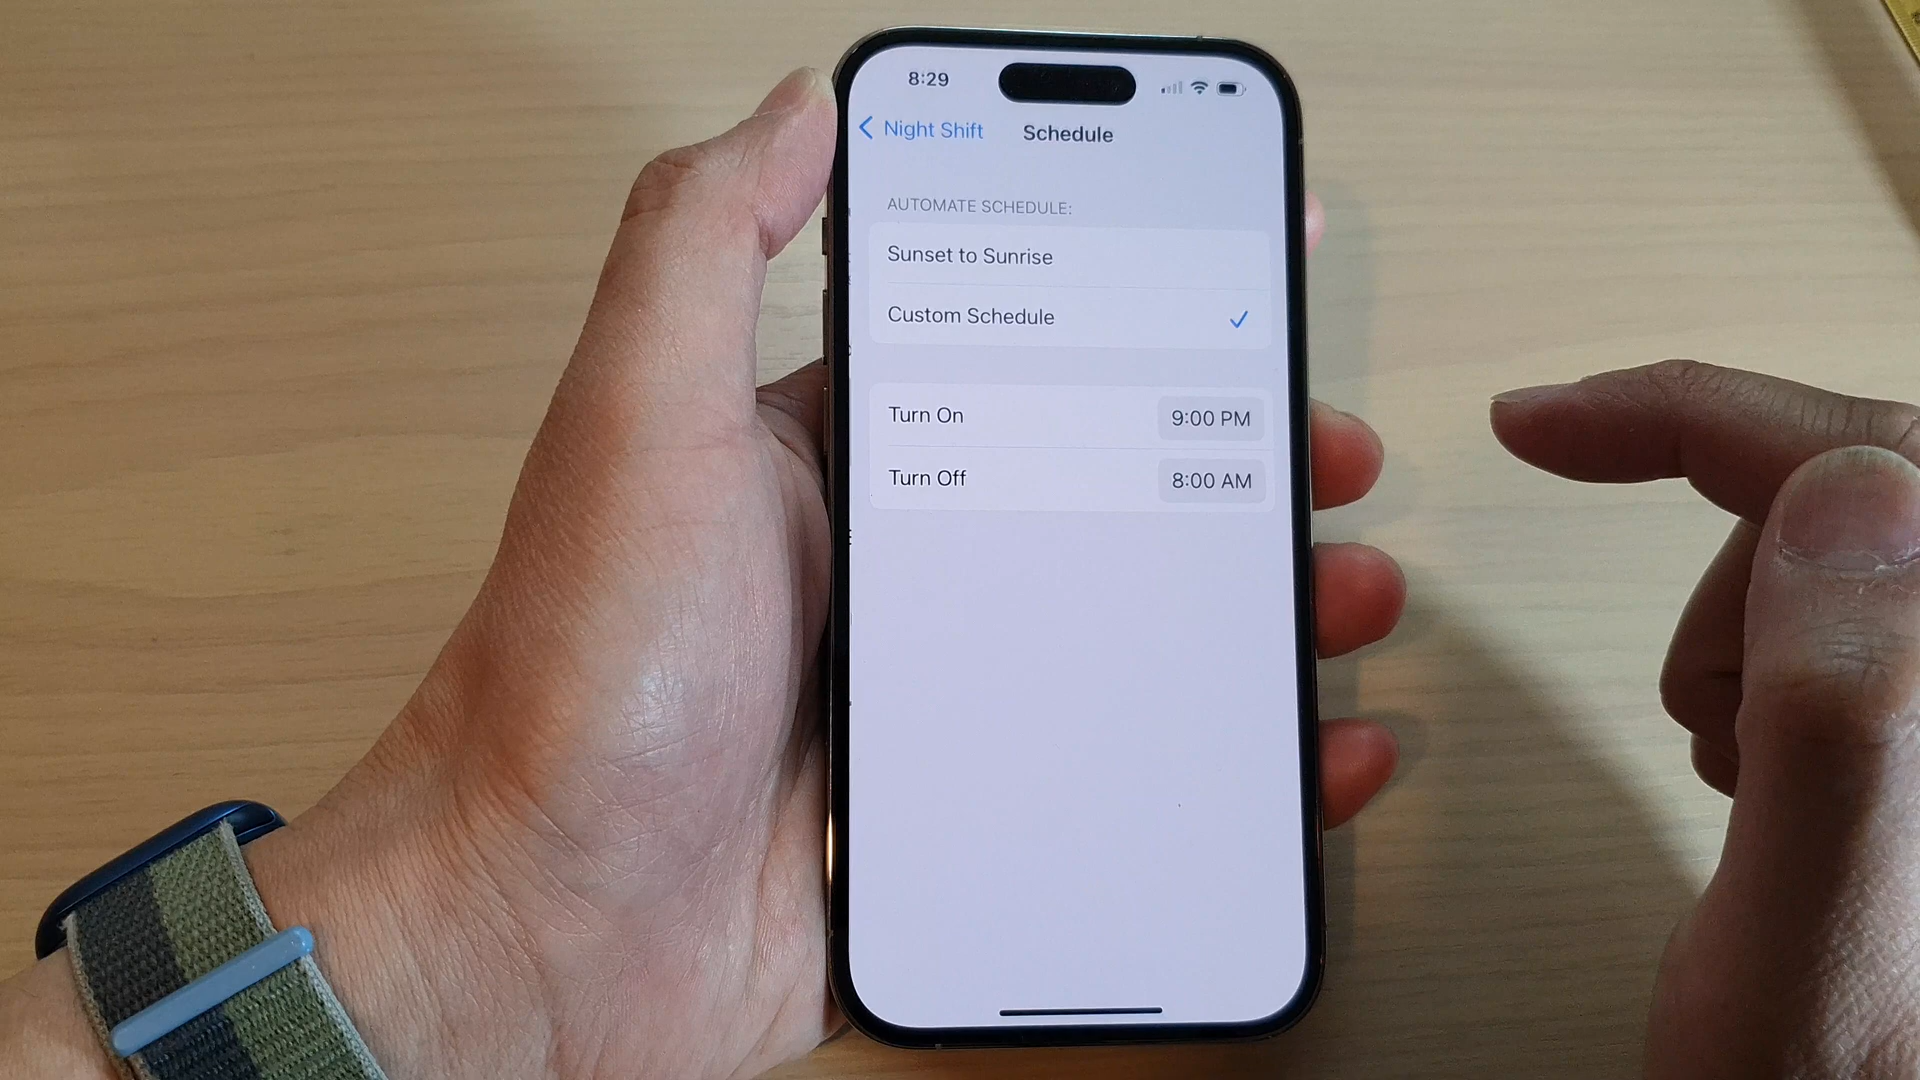 8:29
Night Shift
Schedule
AUTOMATE SCHEDULE:
Sunset to Sunrise
Custom Schedule
Turn On
9:00 PM
Turn Off
8:00 AM